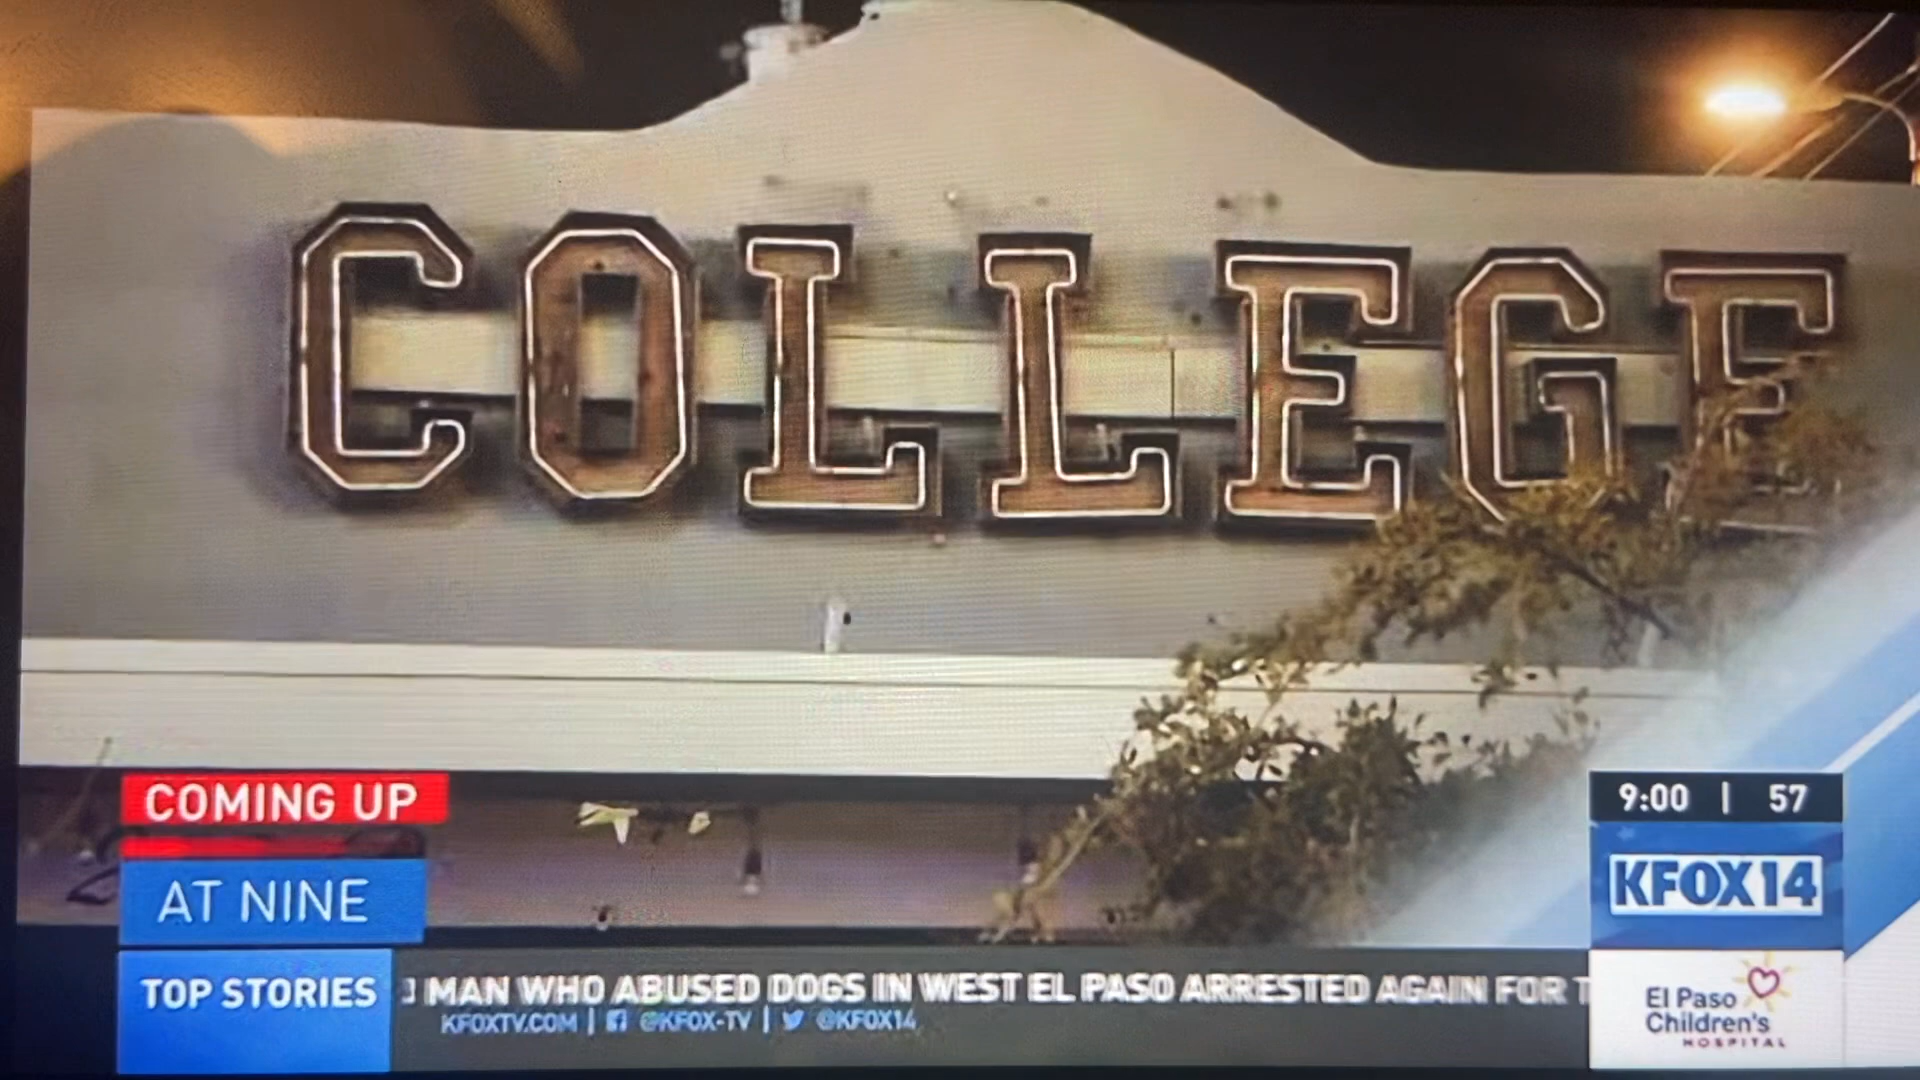 COLLEGE
COMING UP
AT NINE
9:00 | 57
KFOX14
TOP STORIES
MAN WHO ABUSED DOGS IN WEST EL PASO ARRESTED AGAIN FOR T
KFOXTV.COM | @KFOX-TV | @KFOX14
El Paso
Children's
HOSPITAL